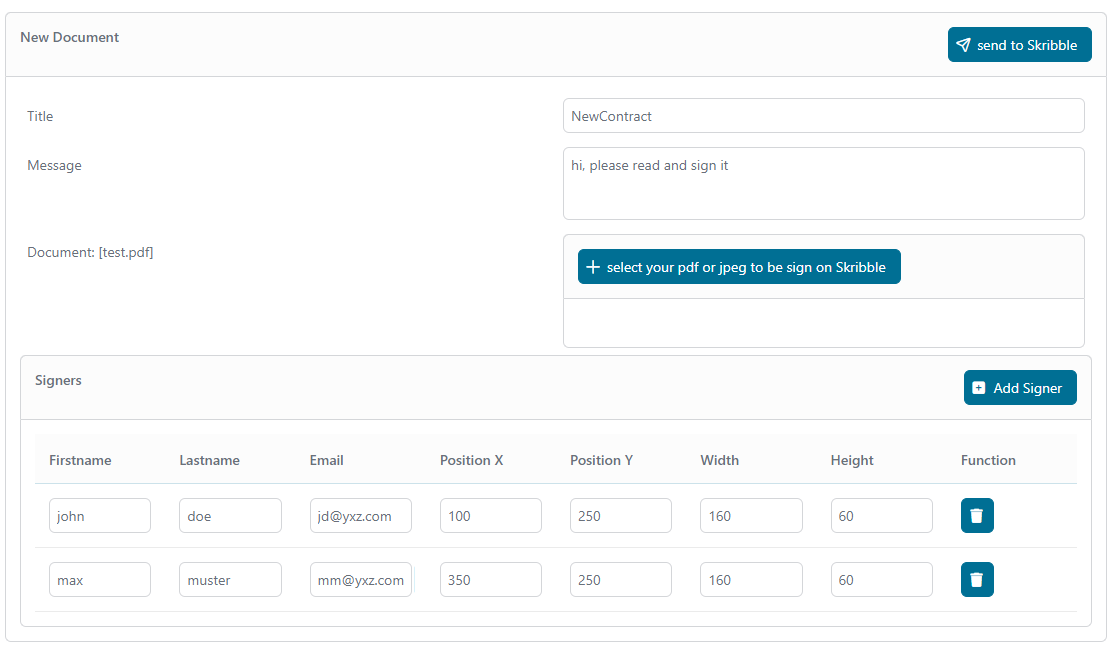 New Document
send to Skribble
Title
NewContract
Message
hi, please read and sign it
Document: [test.pdf]
select your pdf or jpeg to be sign on Skribble
Signers
Add Signer
Firstname Lastname Email Position X Position Y Width Height Function
john doe jd@yxz.com 100 250 160 60
max muster mm@yxz.com 350 250 160 60